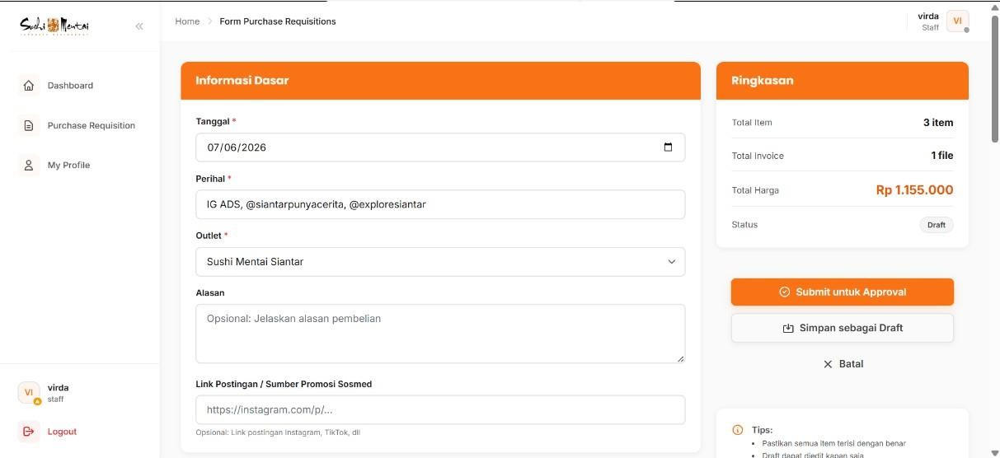 Sushi Mentai
Home > Form Purchase Requisitions
virda
Staff
VI
Dashboard
Purchase Requisition
My Profile
Informasi Dasar
Tanggal *
07/06/2026
Perihal *
IG ADS, @siantarpunyacerita, @exploresiantar
Outlet *
Sushi Mentai Siantar
Alasan
Opsional: Jelaskan alasan pembelian
Link Postingan / Sumber Promosi Sosmed
https://instagram.com/p/...
Opsional: Link postingan Instagram, TikTok, dll
Ringkasan
Total Item 3 item
Total Invoice 1 file
Total Harga Rp 1.155.000
Status Draft
Submit untuk Approval
Simpan sebagai Draft
Batal
Tips:
• Pastikan semua item terisi dengan benar
• Draft dapat diedit kapan saja
VI
virda
staff
Logout